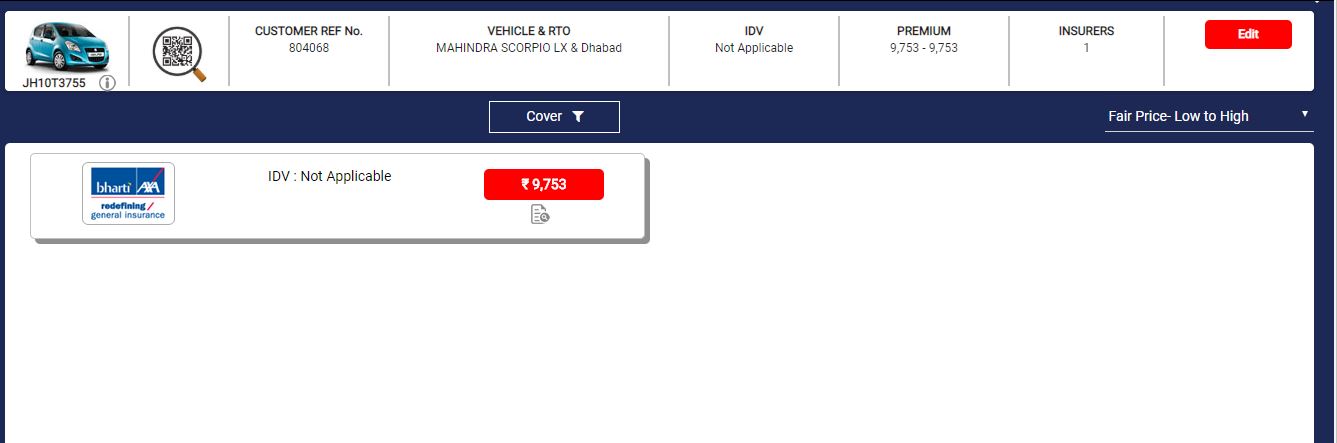 JH10T3755
CUSTOMER REF No.
804068
VEHICLE & RTO
MAHINDRA SCORPIO LX & Dhabad
IDV
Not Applicable
PREMIUM
9,753 - 9,753
INSURERS
1
Edit
Cover
Fair Price- Low to High
bharti AXA
redefining /
general insurance
IDV : Not Applicable
₹ 9,753